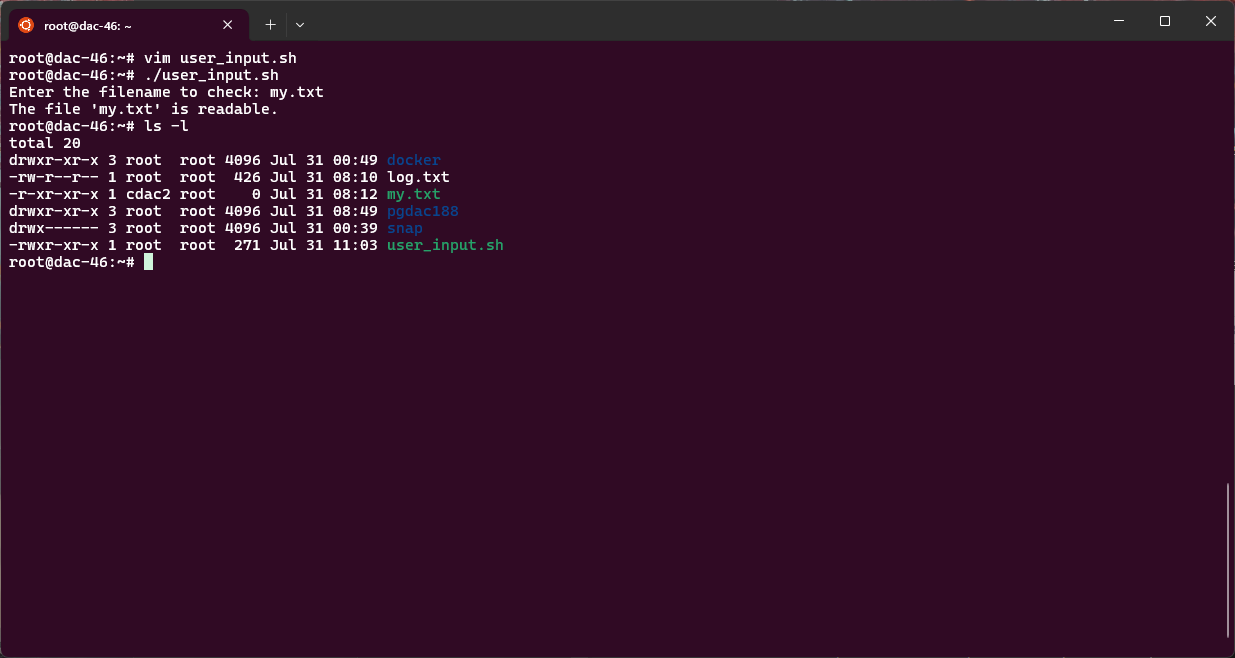 root@dac-46: ~
root@dac-46:~# vim user_input.sh
root@dac-46:~# ./user_input.sh
Enter the filename to check: my.txt
The file 'my.txt' is readable.
root@dac-46:~# ls -l
total 20
drwxr-xr-x 3 root  root 4096 Jul 31 00:49 docker
-rw-r--r-- 1 root  root  426 Jul 31 08:10 log.txt
-r-xr-xr-x 1 cdac2 root    0 Jul 31 08:12 my.txt
drwxr-xr-x 3 root  root 4096 Jul 31 08:49 pgdac188
drwx------ 3 root  root 4096 Jul 31 00:39 snap
-rwxr-xr-x 1 root  root  271 Jul 31 11:03 user_input.sh
root@dac-46:~#